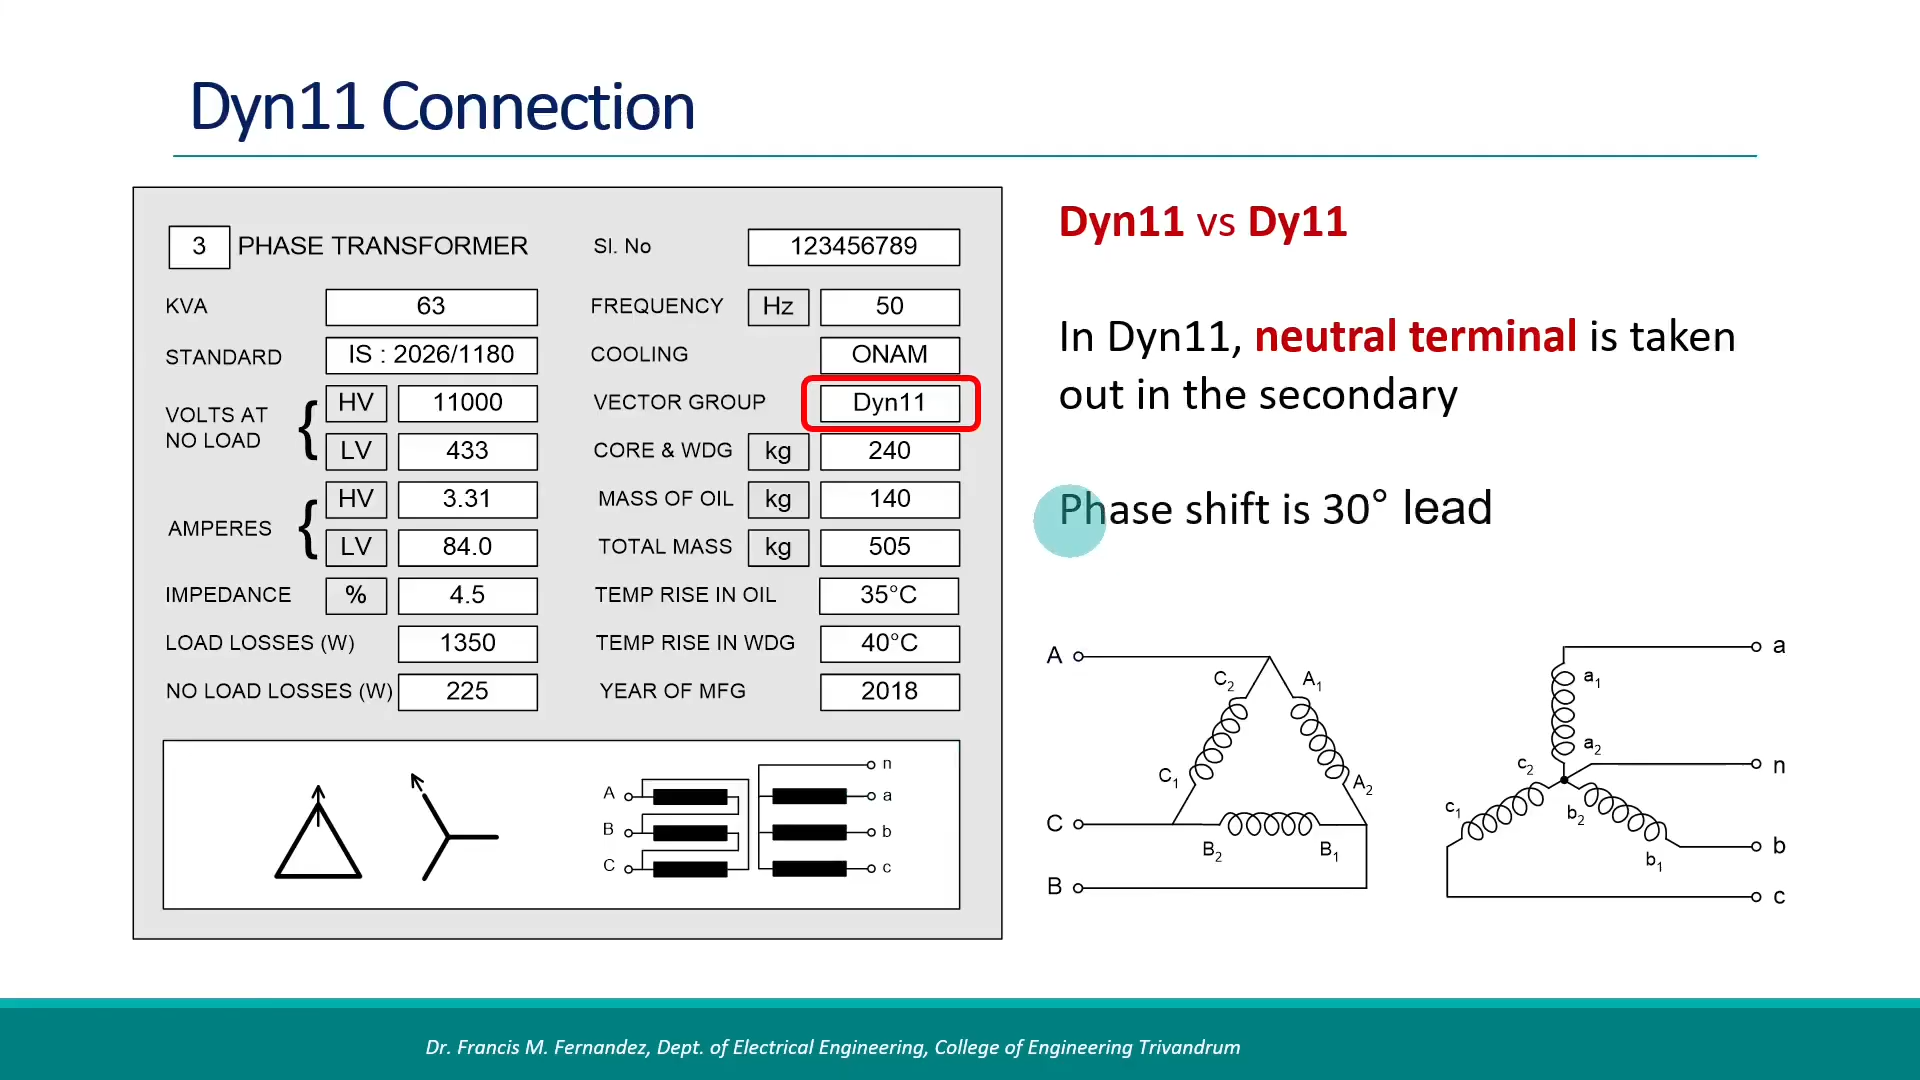 Dyn11 Connection
3 PHASE TRANSFORMER Sl. No 123456789
KVA 63 FREQUENCY Hz 50
STANDARD IS : 2026/1180 COOLING ONAM
VOLTS AT NO LOAD { HV 11000 VECTOR GROUP Dyn11
LV 433 CORE & WDG kg 240
AMPERES { HV 3.31 MASS OF OIL kg 140
LV 84.0 TOTAL MASS kg 505
IMPEDANCE % 4.5 TEMP RISE IN OIL 35°C
LOAD LOSSES (W) 1350 TEMP RISE IN WDG 40°C
NO LOAD LOSSES (W) 225 YEAR OF MFG 2018
n
A a
B b
C c
Dyn11 vs Dy11
In Dyn11, neutral terminal is taken
out in the secondary
Phase shift is 30° lead
A C2 A1
C1 A2
C B2 B1
B
a1 a
a2
c2 n
c1 b2
b1 b
c
Dr. Francis M. Fernandez, Dept. of Electrical Engineering, College of Engineering Trivandrum